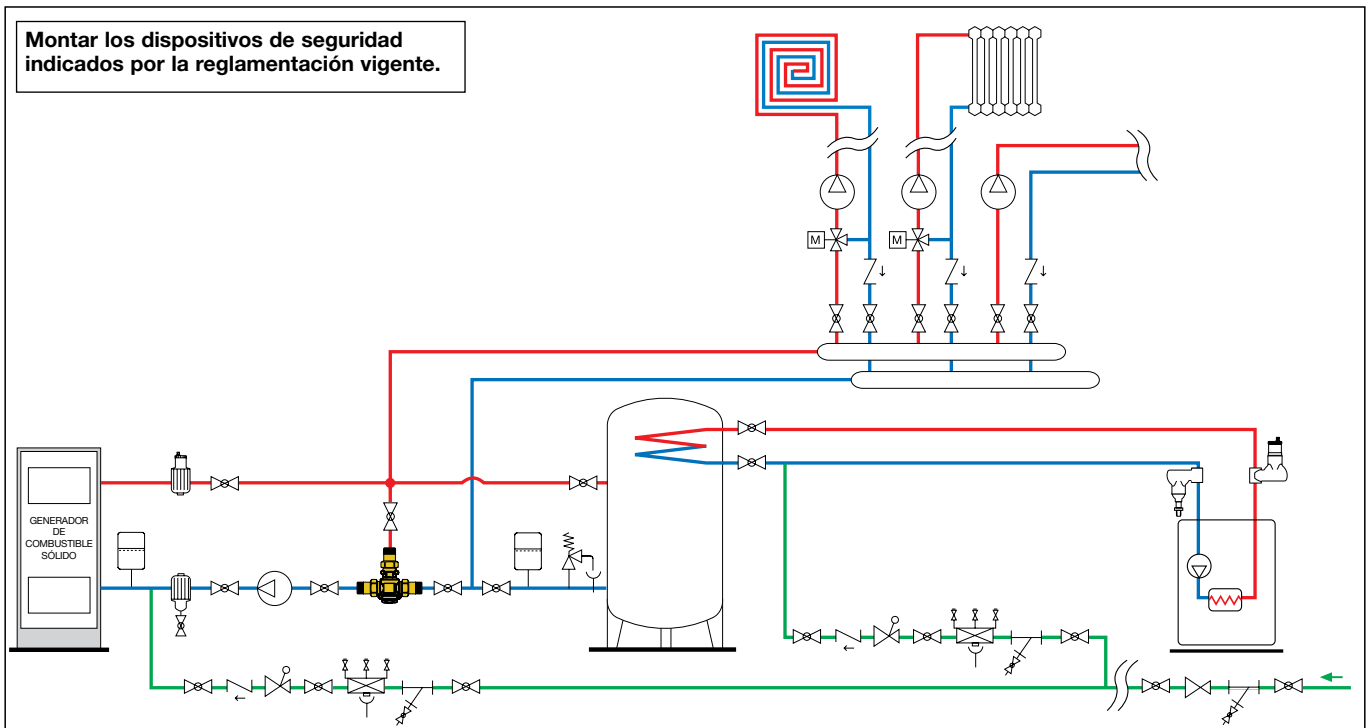 Montar los dispositivos de seguridad
indicados por la reglamentación vigente.
M
M
GENERADOR
DE
COMBUSTIBLE
SÓLIDO